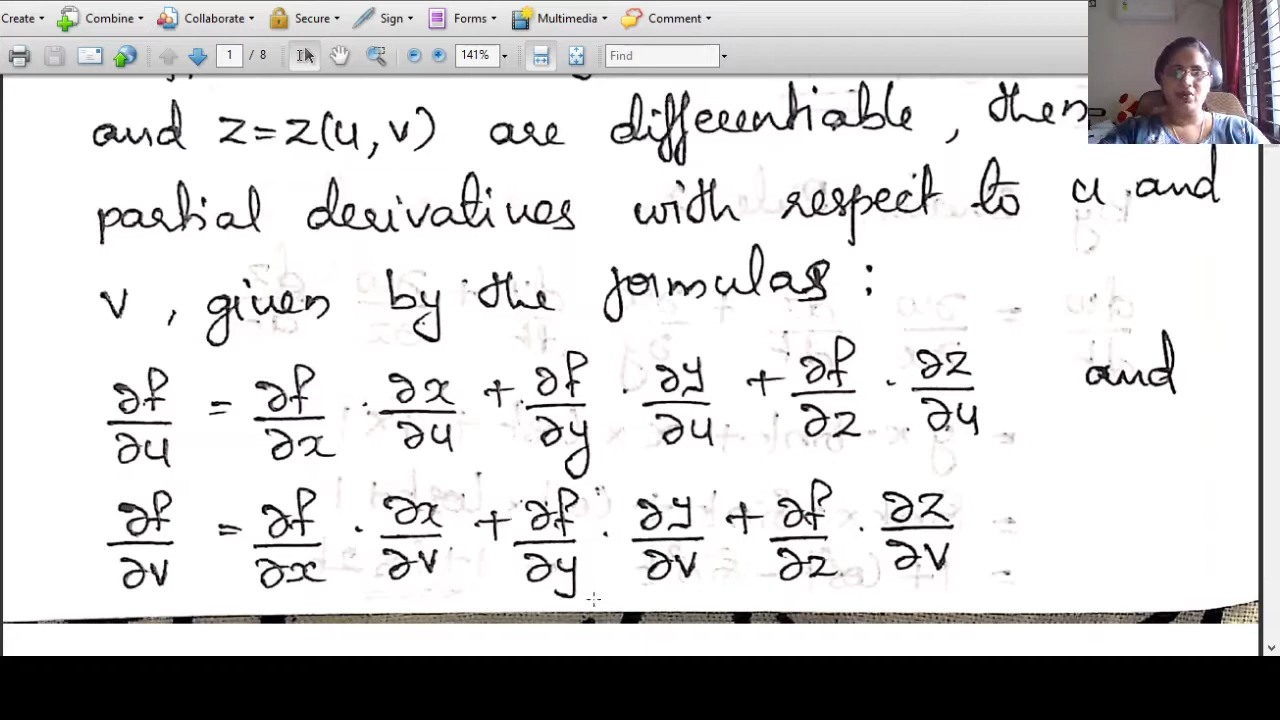 Create Combine Collaborate Secure Sign Forms Multimedia Comment
1 / 8 141% Find
and z = z(u, v) are differentiable, then
partial derivatives with respect to u and
v, given by the formulas:
∂f/∂u = ∂f/∂x · ∂x/∂u + ∂f/∂y · ∂y/∂u + ∂f/∂z · ∂z/∂u and
∂f/∂v = ∂f/∂x · ∂x/∂v + ∂f/∂y · ∂y/∂v + ∂f/∂z · ∂z/∂v